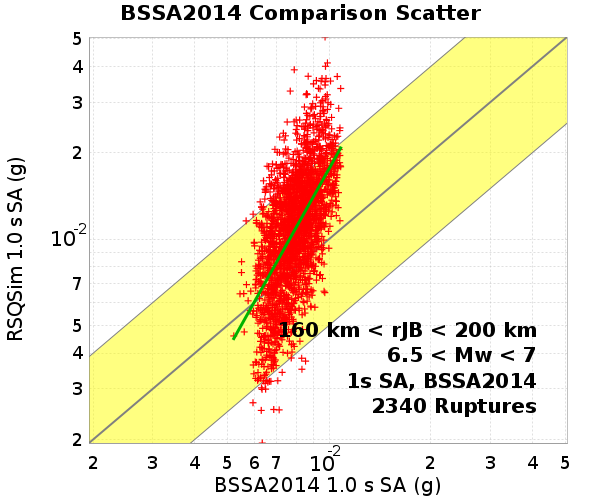 BSSA2014 Comparison Scatter
RSQSim 1.0 s SA (g)
5
4
3
2
10-2
7
5
4
3
2
160 km < rJB < 200 km
6.5 < Mw < 7
1s SA, BSSA2014
2340 Ruptures
2 3 4 5 6 7 10-2 2 3 4 5
BSSA2014 1.0 s SA (g)